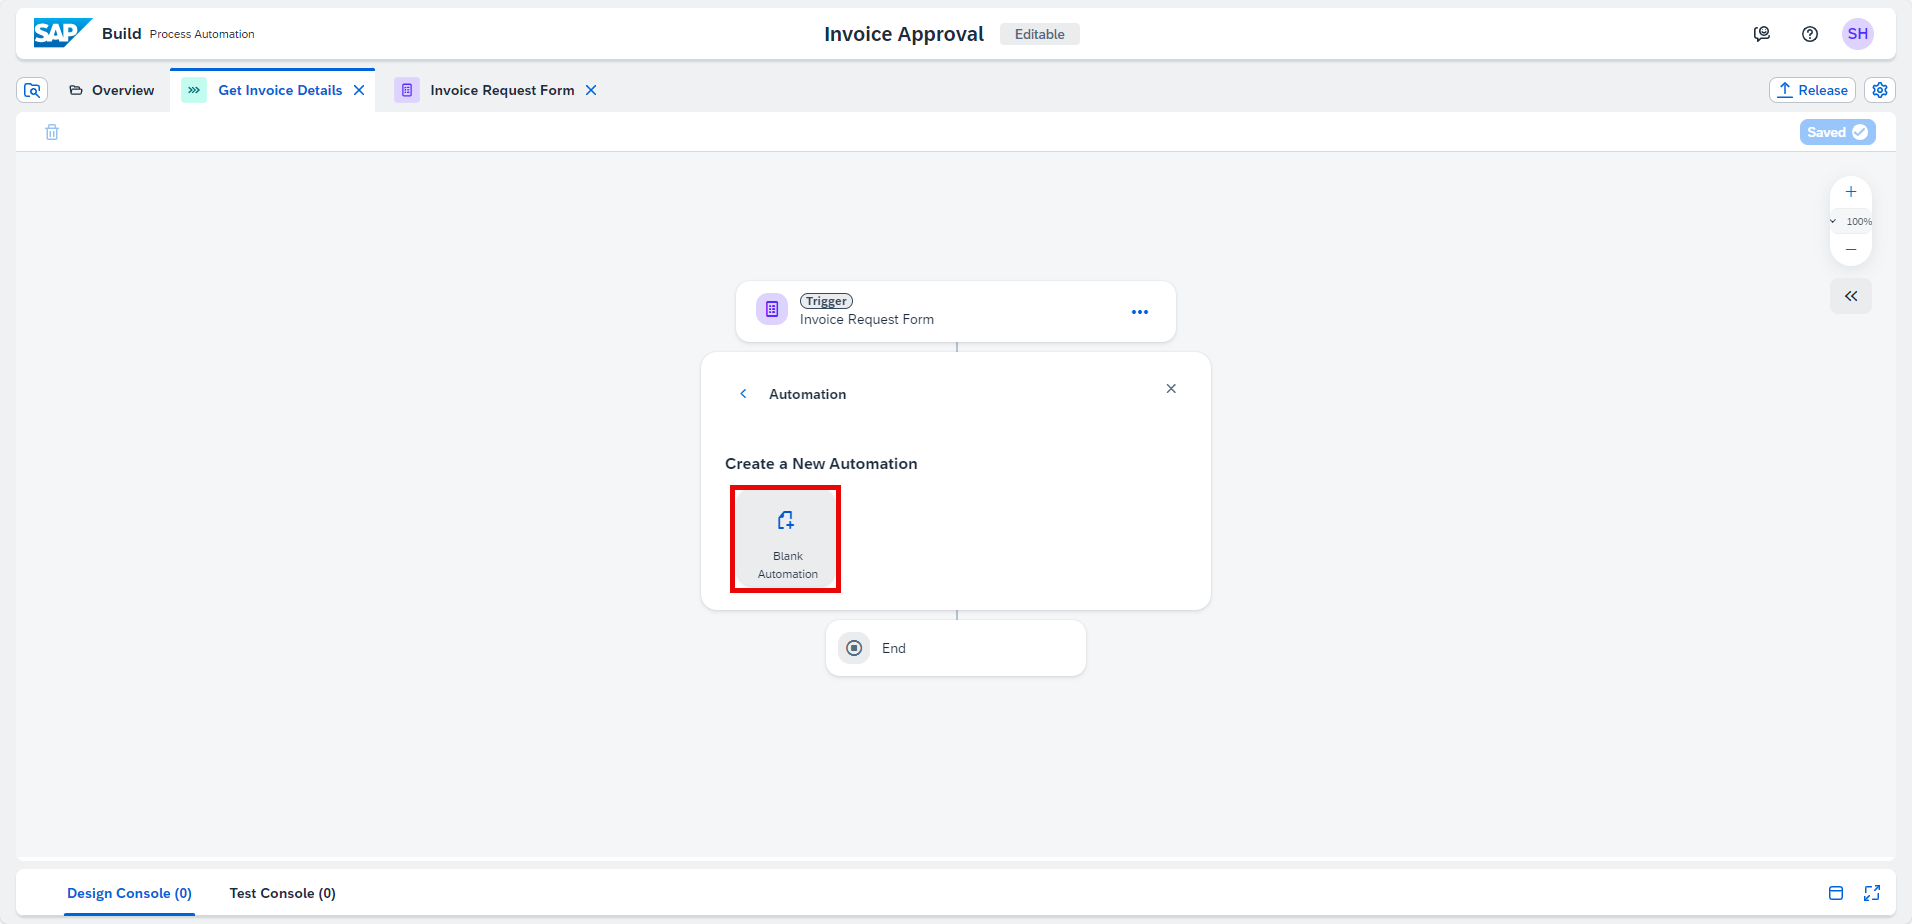 SAP Build Process Automation
Invoice Approval Editable
SH
Overview
Get Invoice Details
Invoice Request Form
Release
Saved
100%
Trigger
Invoice Request Form
Automation
Create a New Automation
Blank
Automation
End
Design Console (0)
Test Console (0)